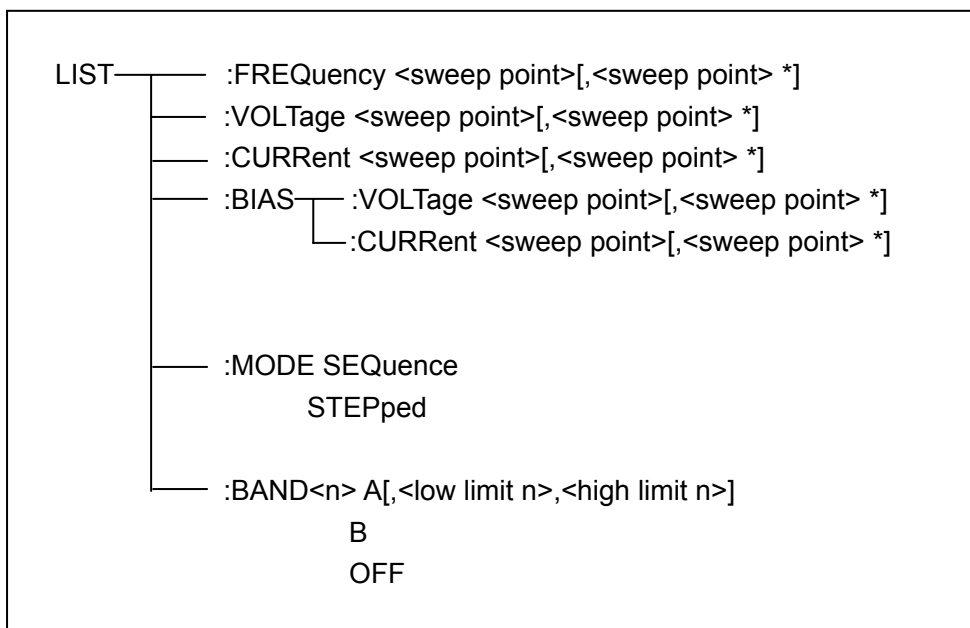 LIST :FREQuency <sweep point>[,<sweep point> *]
:VOLTage <sweep point>[,<sweep point> *]
:CURRent <sweep point>[,<sweep point> *]
:BIAS :VOLTage <sweep point>[,<sweep point> *]
:CURRent <sweep point>[,<sweep point> *]
:MODE SEQuence
STEPped
:BAND<n> A[,<low limit n>,<high limit n>]
B
OFF